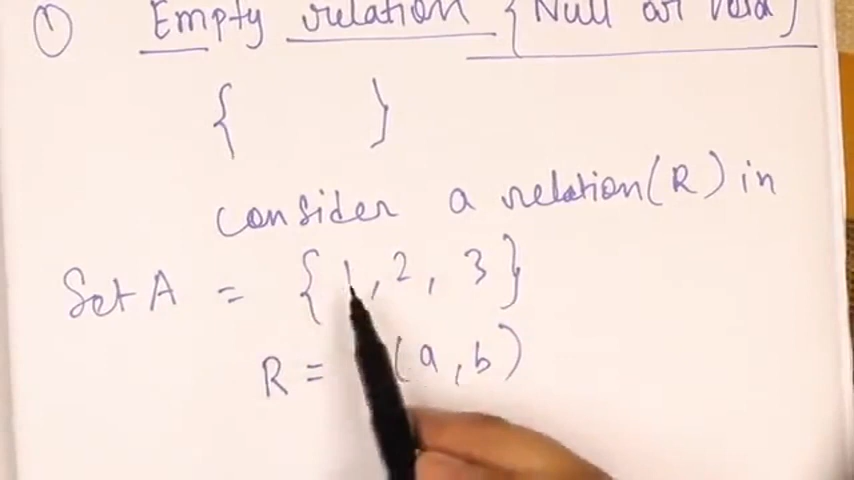 ① Empty relation {Null or void}
{ }
consider a relation(R) in
Set A = {1, 2, 3}
R = (a, b)